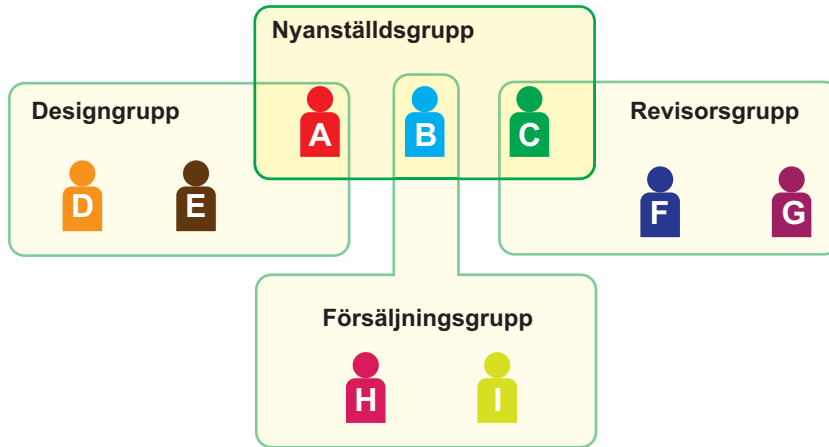 Nyanställdsgrupp
Designgrupp
Revisorsgrupp
A
B
C
D
E
F
G
Försäljningsgrupp
H
I